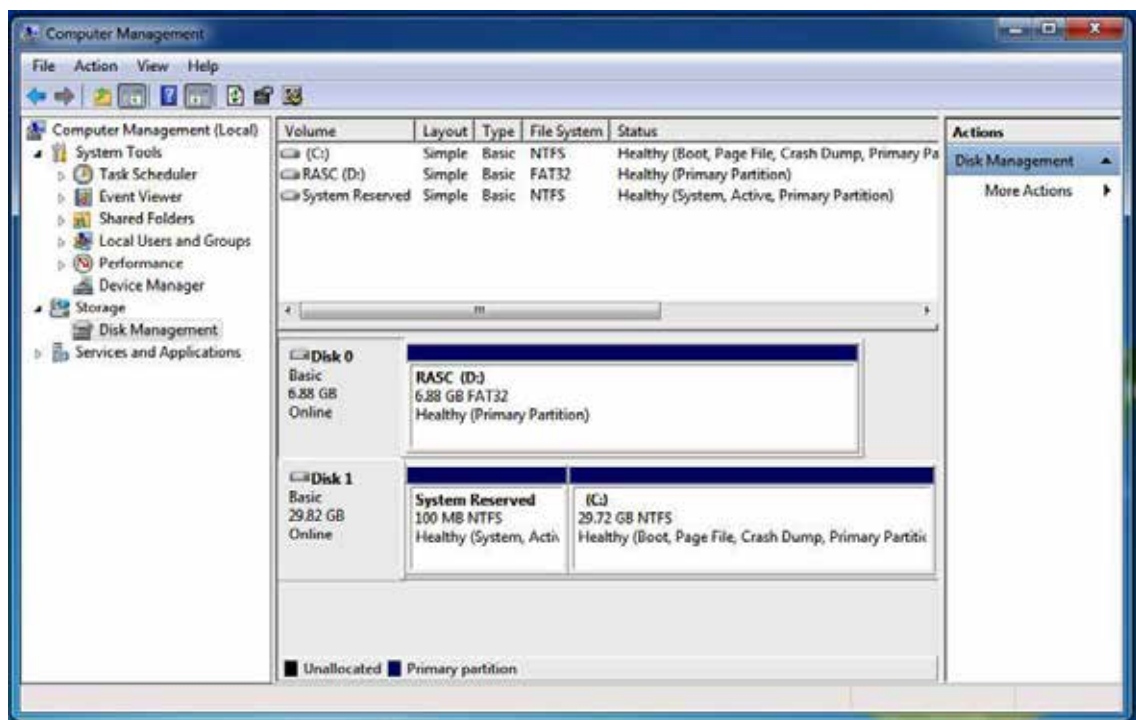 Computer Management
File Action View Help
Computer Management (Local)
System Tools
Task Scheduler
Event Viewer
Shared Folders
Local Users and Groups
Performance
Device Manager
Storage
Disk Management
Services and Applications
Volume Layout Type File System Status
(C:) Simple Basic NTFS Healthy (Boot, Page File, Crash Dump, Primary Pa
RASC (D:) Simple Basic FAT32 Healthy (Primary Partition)
System Reserved Simple Basic NTFS Healthy (System, Active, Primary Partition)
Disk 0
Basic
6.88 GB
Online
RASC (D:)
6.88 GB FAT32
Healthy (Primary Partition)
Disk 1
Basic
29.82 GB
Online
System Reserved
100 MB NTFS
Healthy (System, Activ
(C:)
29.72 GB NTFS
Healthy (Boot, Page File, Crash Dump, Primary Partitic
Unallocated Primary partition
Actions
Disk Management
More Actions